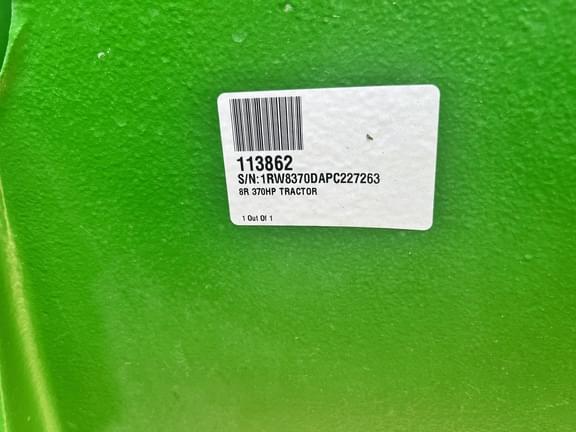 113862
S/N:1RW8370DAPC227263
8R 370HP TRACTOR
1 Out Of 1